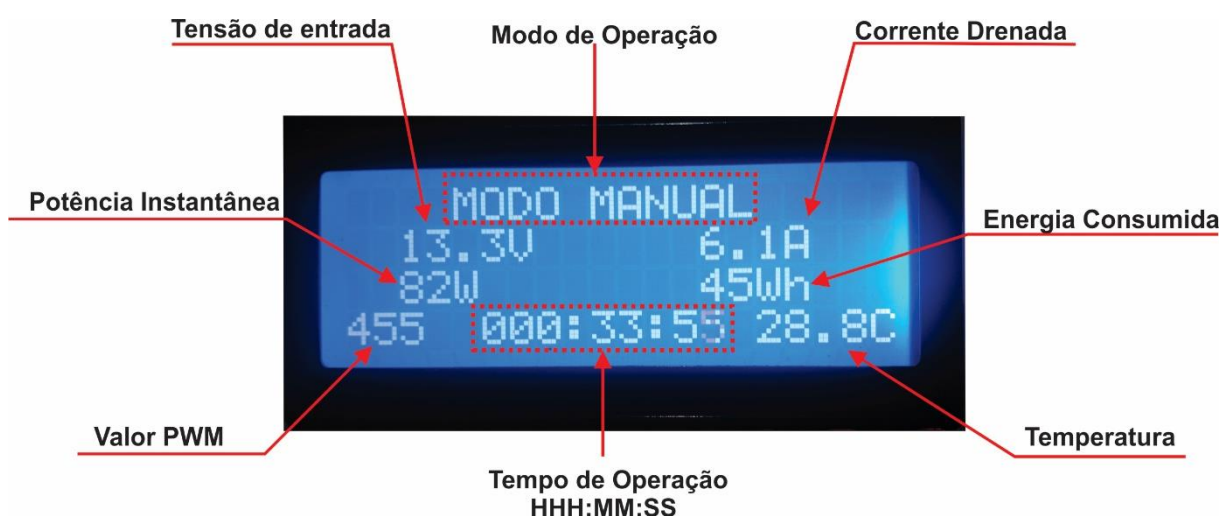 Tensão de entrada
Modo de Operação
Corrente Drenada
Potência Instantânea
Energia Consumida
MODO MANUAL
13.3V 6.1A
82W 45Wh
455 000:33:55 28.8C
Valor PWM
Temperatura
Tempo de Operação
HHH:MM:SS